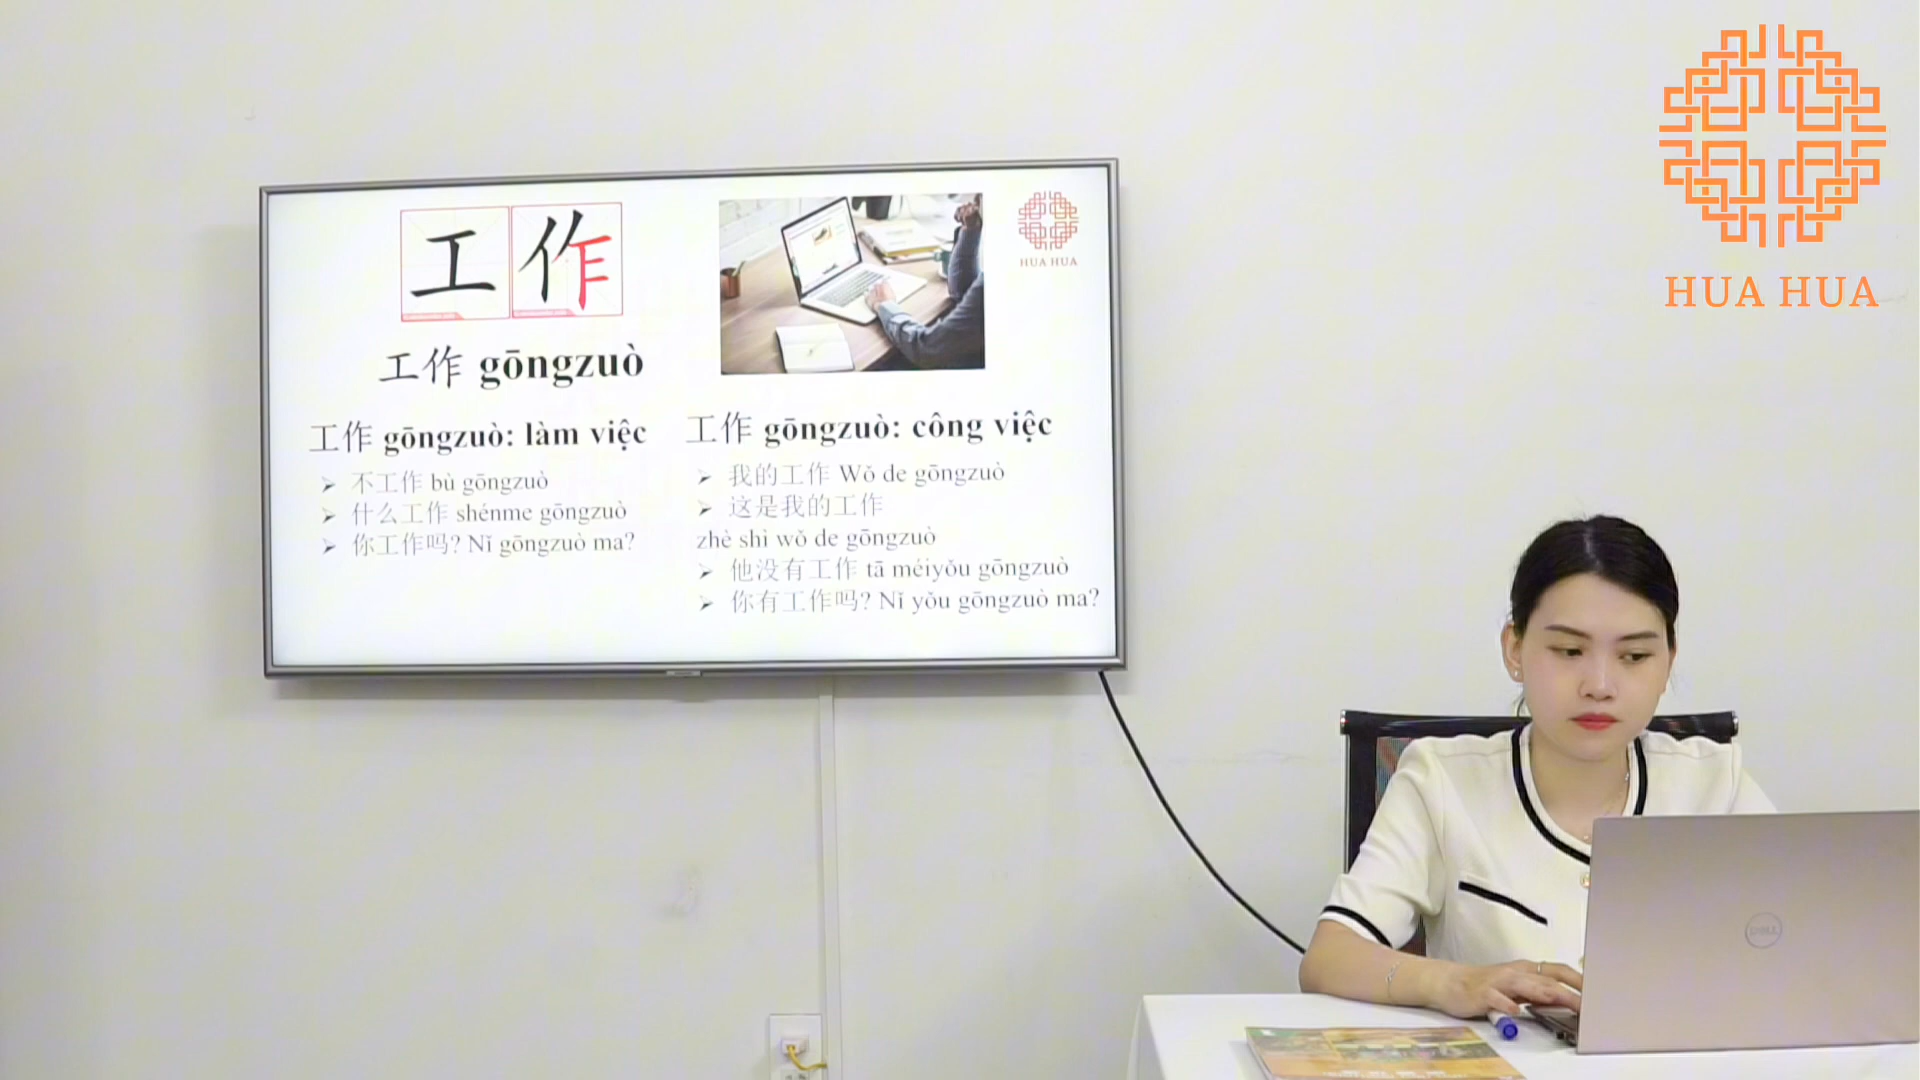 工作
HUA HUA
工作 gōngzuò
工作 gōngzuò: làm việc
不工作 bù gōngzuò
什么工作 shénme gōngzuò
你工作吗? Nǐ gōngzuò ma?
工作 gōngzuò: công việc
我的工作 Wǒ de gōngzuò
这是我的工作
zhè shì wǒ de gōngzuò
他没有工作 tā méiyǒu gōngzuò
你有工作吗? Nǐ yǒu gōngzuò ma?
HUA HUA
DELL